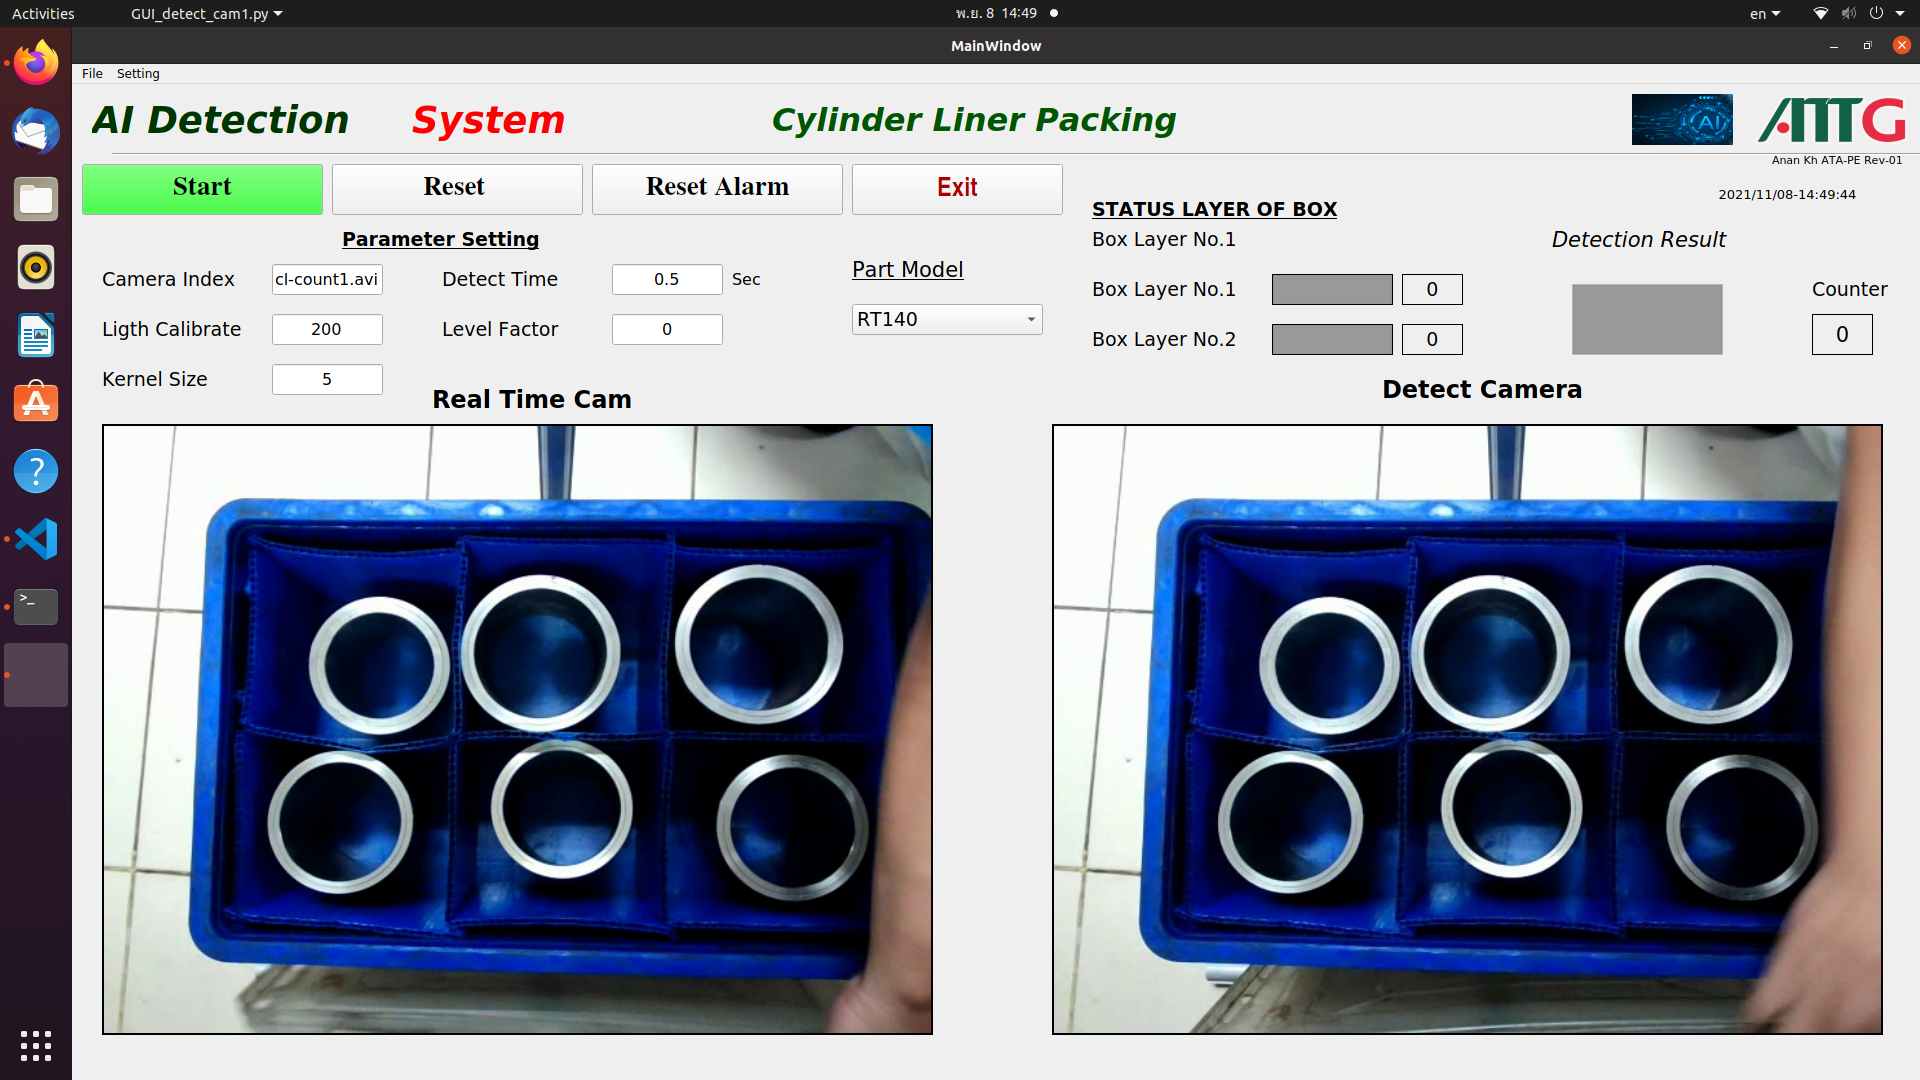 Activities GUI_detect_cam1.py พ.ย. 8 14:49 en
MainWindow
File Setting
AI Detection System Cylinder Liner Packing AI ATTG
Anan Kh ATA-PE Rev-01
Start Reset Reset Alarm Exit
2021/11/08-14:49:44
STATUS LAYER OF BOX
Parameter Setting Box Layer No.1 Detection Result
Camera Index cl-count1.avi Detect Time 0.5 Sec Part Model Box Layer No.1 0 Counter
Ligth Calibrate 200 Level Factor 0 RT140 Box Layer No.2 0 0
Kernel Size 5
Real Time Cam Detect Camera